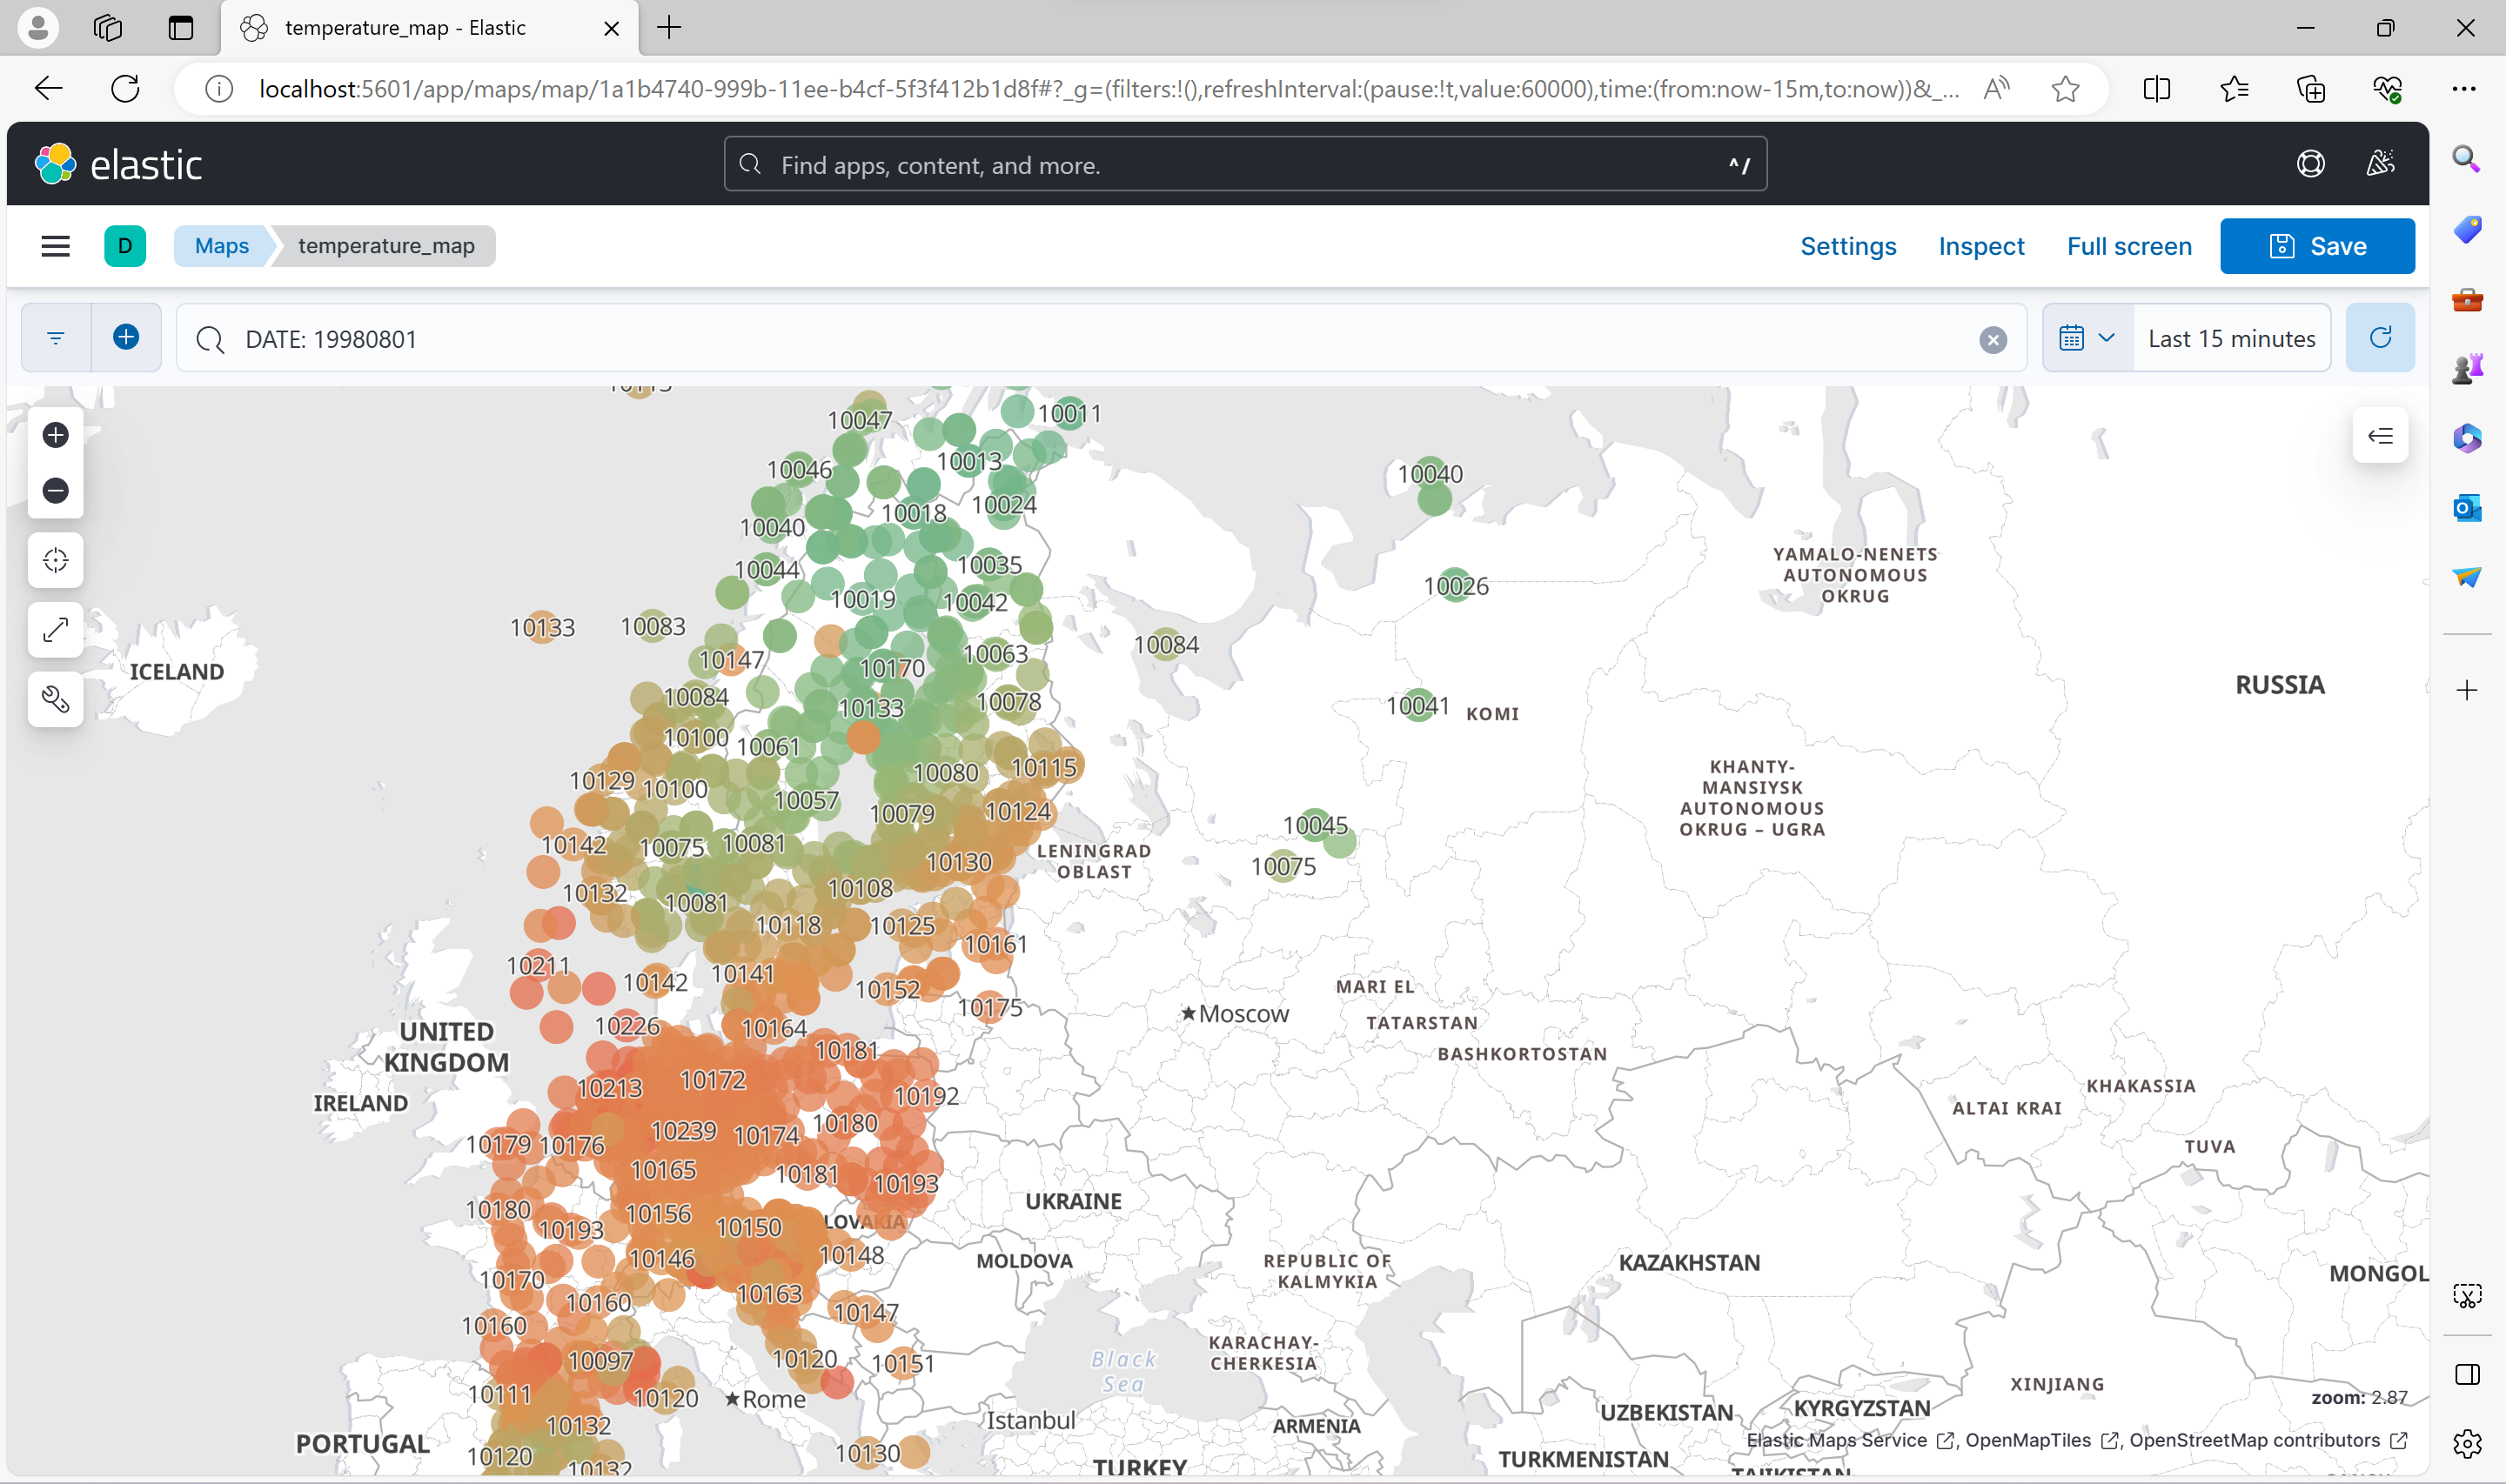 temperature_map - Elastic
localhost:5601/app/maps/map/1a1b4740-999b-11ee-b4cf-5f3f412b1d8f#?_g=(filters:!(),refreshInterval:(pause:!t,value:60000),time:(from:now-15m,to:now))&_...
elastic
Find apps, content, and more.
^/
D
Maps
temperature_map
Settings
Inspect
Full screen
Save
DATE: 19980801
Last 15 minutes
10047
10011
10046
10013
10040
10024
10018
10040
10035
10044
10026
YAMALO-NENETS
AUTONOMOUS
OKRUG
10019
10042
10133
10083
10084
10063
10147
10170
ICELAND
RUSSIA
10084
10078
10133
10041
KOMI
10100
10061
10129
10100
10080
10115
KHANTY-
MANSIYSK
AUTONOMOUS
OKRUG – UGRA
10057
10079
10124
10045
10142
10075
10081
LENINGRAD
OBLAST
10130
10075
10132
10108
10081
10118
10125
10161
10211
10142
10141
10152
MARI EL
10175
Moscow
TATARSTAN
10226
10164
UNITED
KINGDOM
10181
BASHKORTOSTAN
10213
10172
KHAKASSIA
IRELAND
10192
ALTAI KRAI
10180
10179
10176
10239
10174
TUVA
10165
10181
10193
UKRAINE
10180
10156
10193
10150
LOVAKIA
10146
10148
MOLDOVA
REPUBLIC OF
KALMYKIA
KAZAKHSTAN
MONGOL
10170
10163
10160
10147
10160
KARACHAY-
CHERKESIA
Black
Sea
10097
10120
10151
10111
10120
Rome
XINJIANG
zoom: 2.87
UZBEKISTAN
KYRGYZSTAN
Istanbul
ARMENIA
10132
PORTUGAL
10120
10132
10130
TURKEY
TURKMENISTAN
Elastic Maps Service , OpenMapTiles , OpenStreetMap contributors
TAJIKISTAN